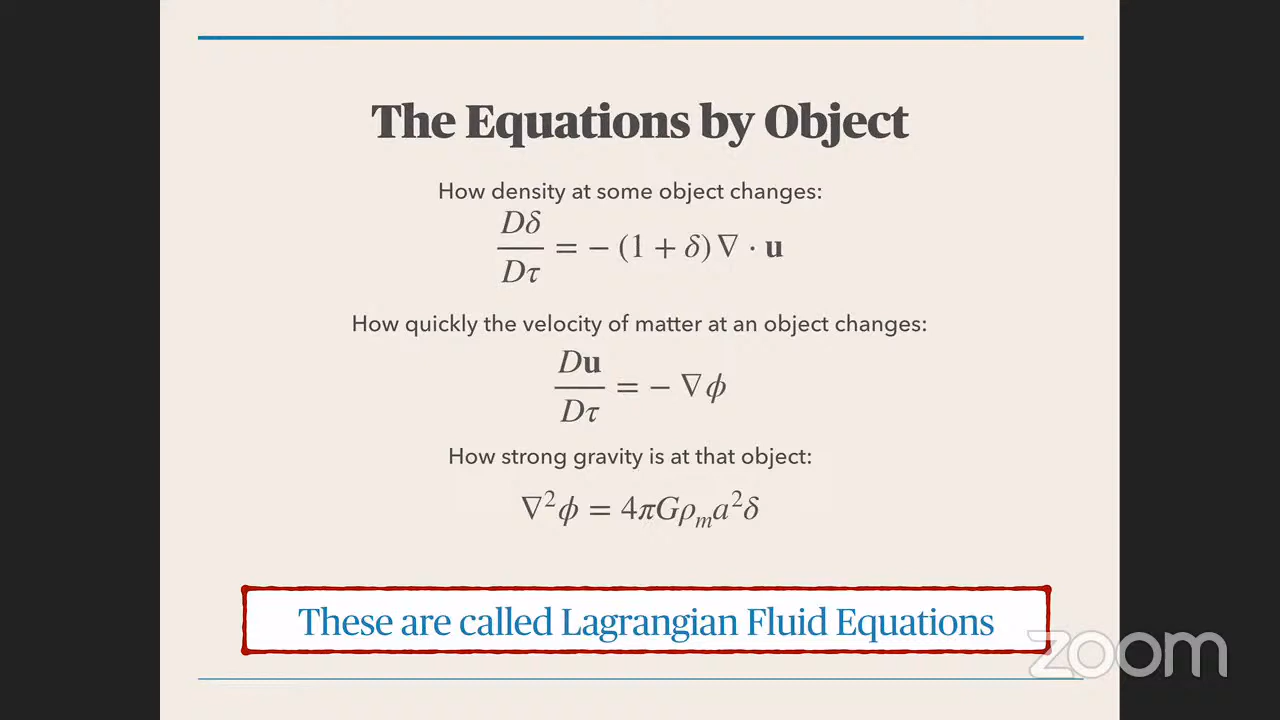 The Equations by Object
How density at some object changes:
Dδ/Dτ = − (1 + δ) ∇ · u
How quickly the velocity of matter at an object changes:
Du/Dτ = − ∇ϕ
How strong gravity is at that object:
∇²ϕ = 4πGρₘa²δ
These are called Lagrangian Fluid Equations
zoom